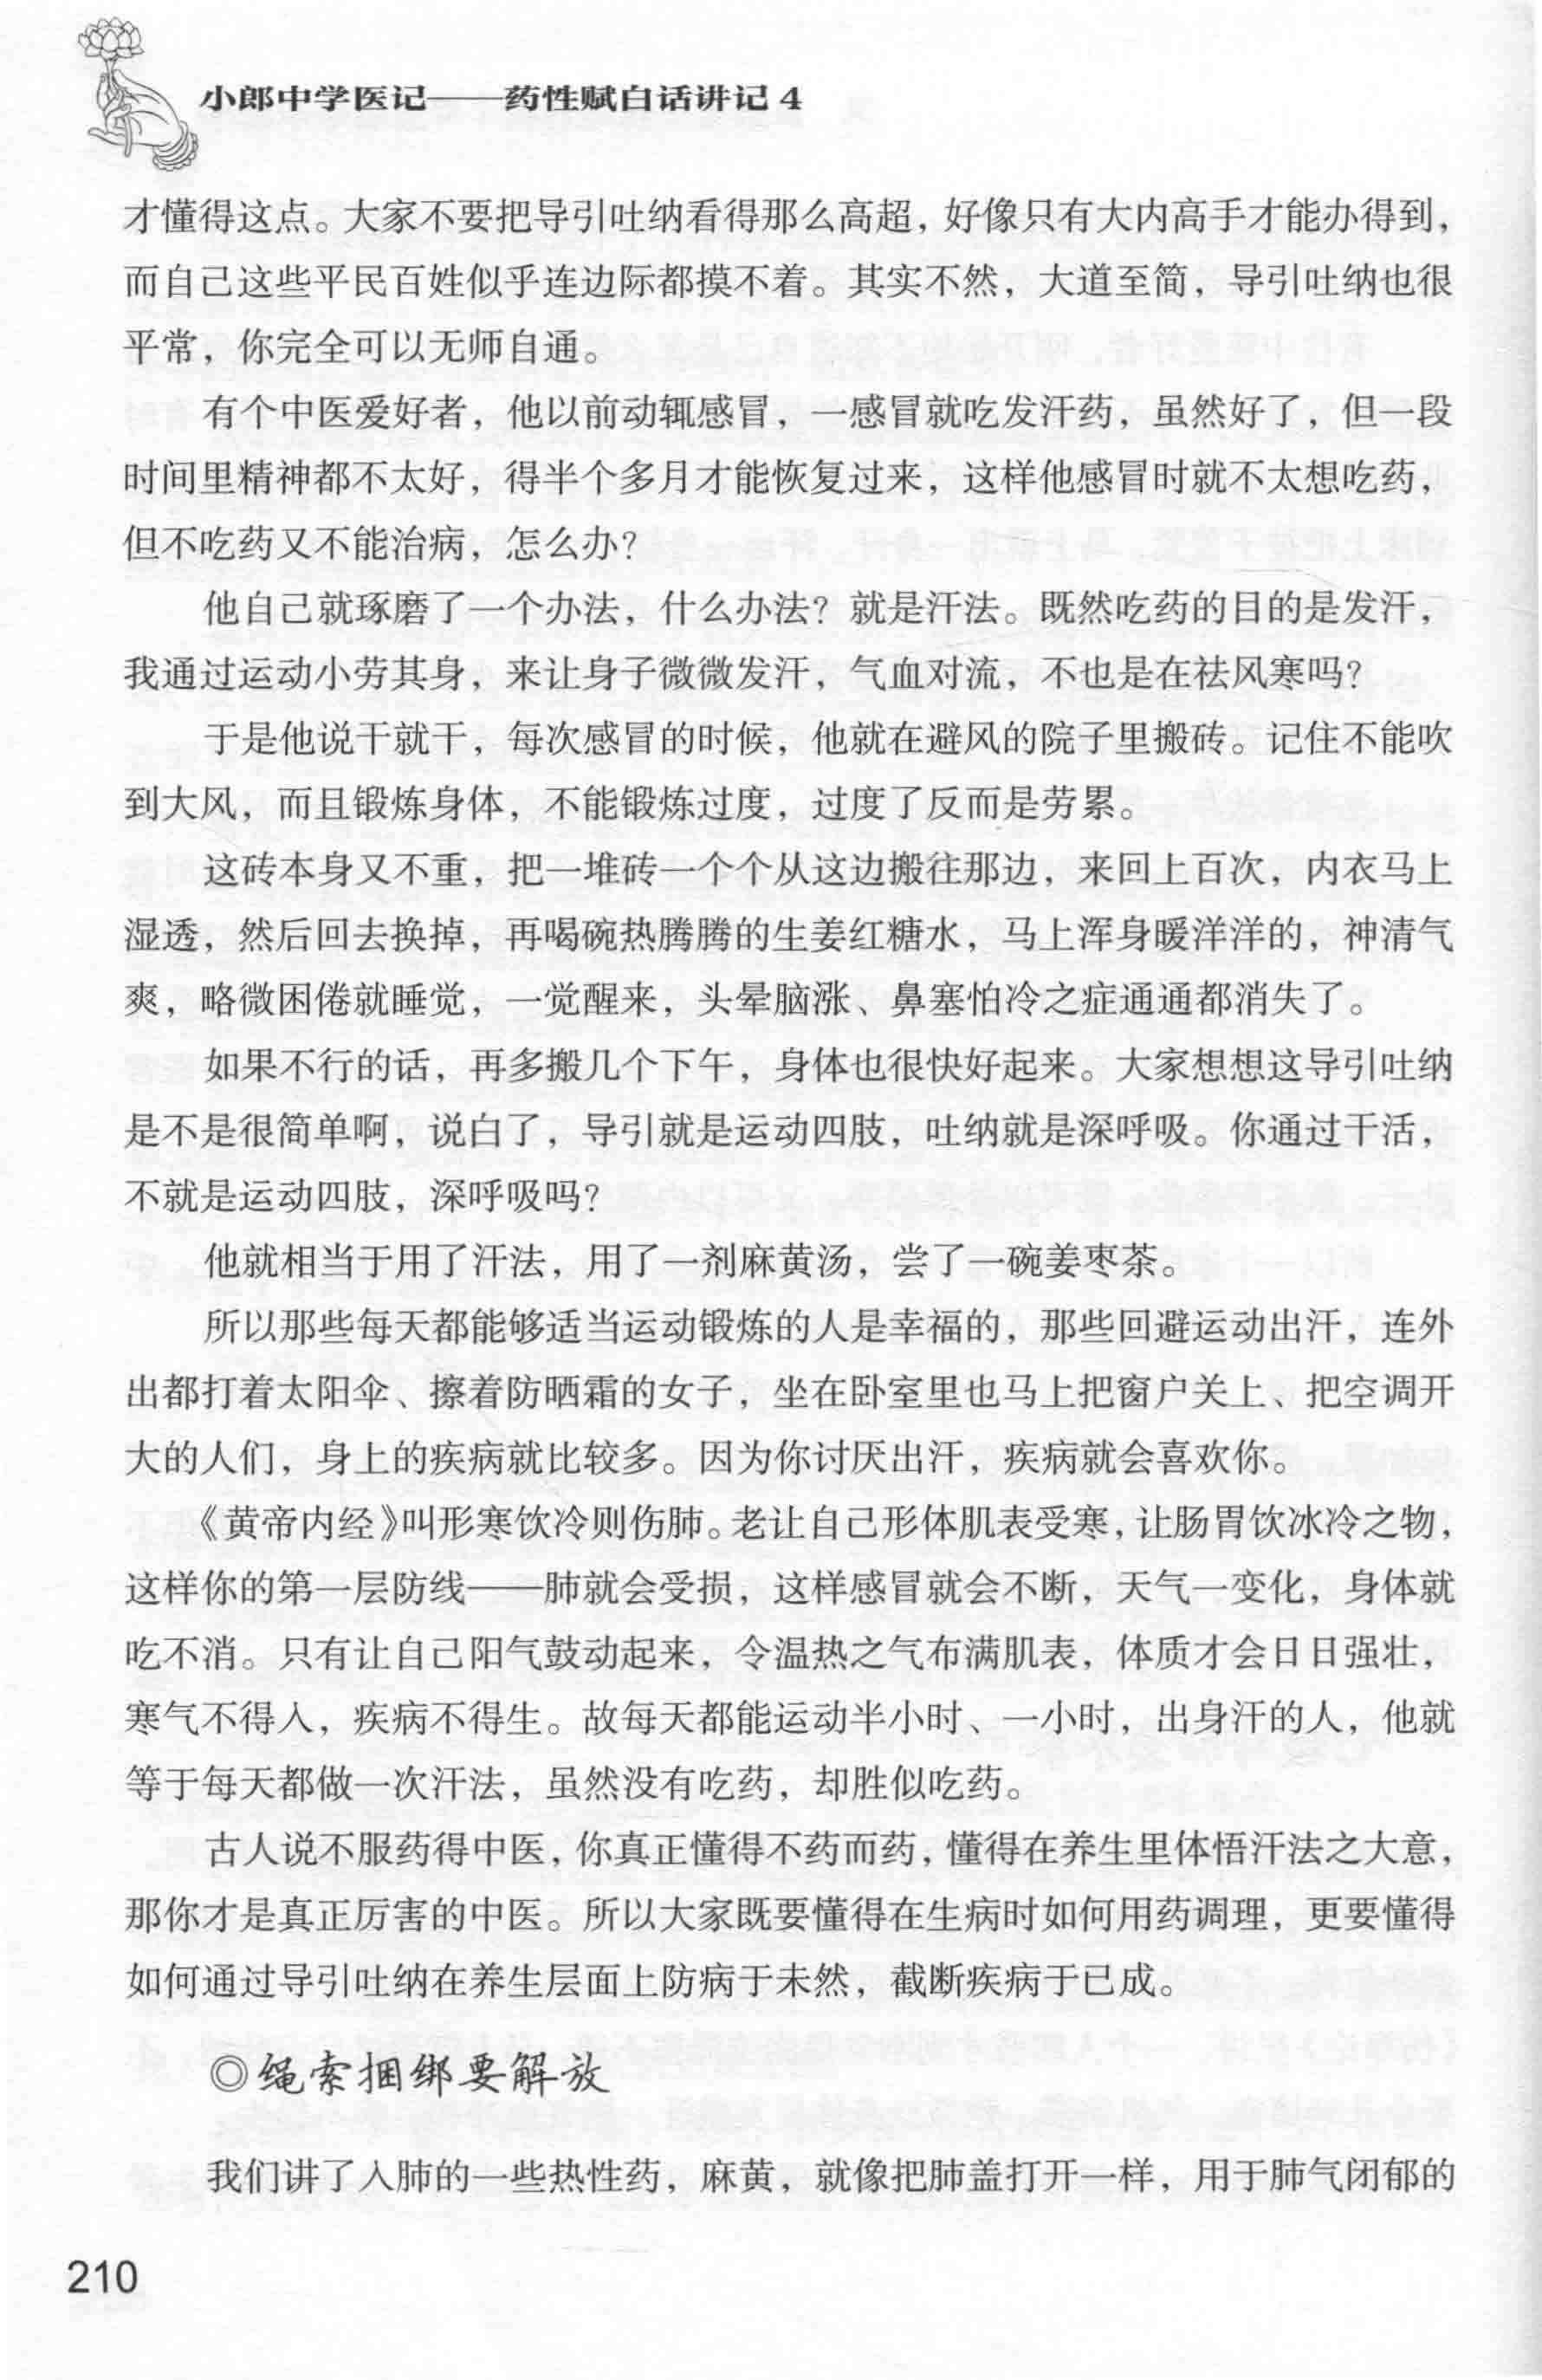 小郎中学医记——药性赋白话讲记 4
才懂得这点。大家不要把导引吐纳看得那么高超，好像只有大内高手才能办得到，
而自己这些平民百姓似乎连边际都摸不着。其实不然，大道至简，导引吐纳也很
平常，你完全可以无师自通。
有个中医爱好者，他以前动辄感冒，一感冒就吃发汗药，虽然好了，但一段
时间里精神都不太好，得半个多月才能恢复过来，这样他感冒时就不太想吃药，
但不吃药又不能治病，怎么办？
他自己就琢磨了一个办法，什么办法？就是汗法。既然吃药的目的是发汗，
我通过运动小劳其身，来让身子微微发汗，气血对流，不也是在祛风寒吗？
于是他说干就干，每次感冒的时候，他就在避风的院子里搬砖。记住不能吹
到大风，而且锻炼身体，不能锻炼过度，过度了反而是劳累。
这砖本身又不重，把一堆砖一个个从这边搬往那边，来回上百次，内衣马上
湿透，然后回去换掉，再喝碗热腾腾的生姜红糖水，马上浑身暖洋洋的，神清气
爽，略微困倦就睡觉，一觉醒来，头晕脑涨、鼻塞怕冷之症通通都消失了。
如果不行的话，再多搬几个下午，身体也很快好起来。大家想想这导引吐纳
是不是很简单啊，说白了，导引就是运动四肢，吐纳就是深呼吸。你通过干活，
不就是运动四肢，深呼吸吗？
他就相当于用了汗法，用了一剂麻黄汤，尝了一碗姜枣茶。
所以那些每天都能够适当运动锻炼的人是幸福的，那些回避运动出汗，连外
出都打着太阳伞、擦着防晒霜的女子，坐在卧室里也马上把窗户关上、把空调开
大的人们，身上的疾病就比较多。因为你讨厌出汗，疾病就会喜欢你。
《黄帝内经》叫形寒饮冷则伤肺。老让自己形体肌表受寒，让肠胃饮冰冷之物，
这样你的第一层防线——肺就会受损，这样感冒就会不断，天气一变化，身体就
吃不消。只有让自己阳气鼓动起来，令温热之气布满肌表，体质才会日日强壮，
寒气不得入，疾病不得生。故每天都能运动半小时、一小时，出身汗的人，他就
等于每天都做一次汗法，虽然没有吃药，却胜似吃药。
古人说不服药得中医，你真正懂得不药而药，懂得在养生里体悟汗法之大意，
那你才是真正厉害的中医。所以大家既要懂得在生病时如何用药调理，更要懂得
如何通过导引吐纳在养生层面上防病于未然，截断疾病于已成。
◎绳索捆绑要解放
我们讲了入肺的一些热性药，麻黄，就像把肺盖打开一样，用于肺气闭郁的
210